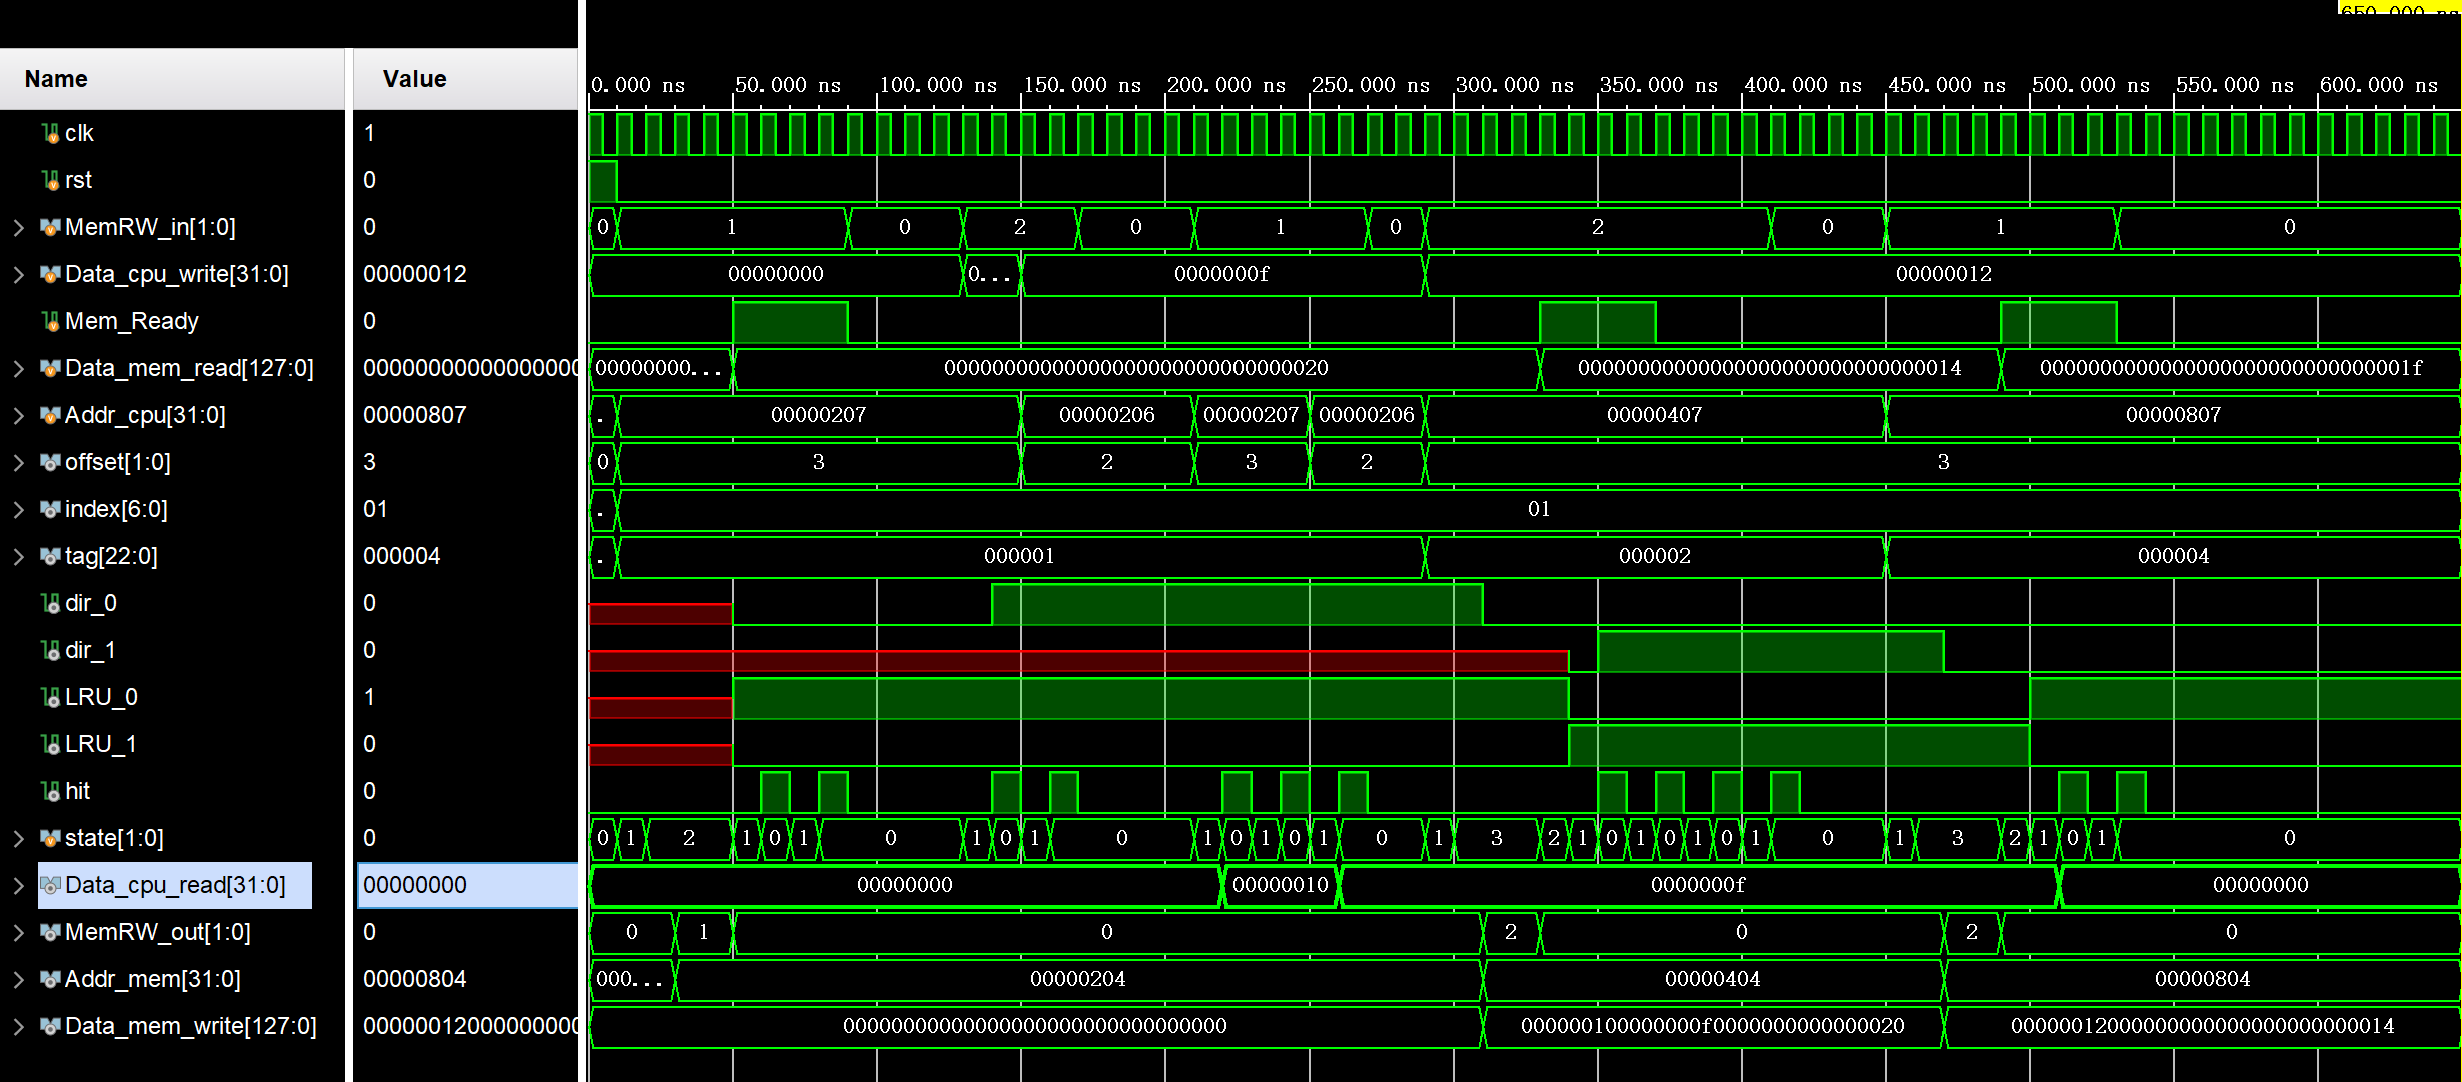 650.000 ns
Name Value
0.000 ns 50.000 ns 100.000 ns 150.000 ns 200.000 ns 250.000 ns 300.000 ns 350.000 ns 400.000 ns 450.000 ns 500.000 ns 550.000 ns 600.000 ns
clk 1
rst 0
MemRW_in[1:0] 0 0 1 0 2 0 1 0 2 0 1 0
Data_cpu_write[31:0] 00000012 00000000 0... 0000000f 00000012
Mem_Ready 0
Data_mem_read[127:0] 00000000000000000 00000000... 00000000000000000000000000000020 00000000000000000000000000000014 0000000000000000000000000000001f
Addr_cpu[31:0] 00000807 . 00000207 00000206 00000207 00000206 00000407 00000807
offset[1:0] 3 0 3 2 3 2 3
index[6:0] 01 . 01
tag[22:0] 000004 . 000001 000002 000004
dir_0 0
dir_1 0
LRU_0 1
LRU_1 0
hit 0
state[1:0] 0 0 1 2 1 0 1 0 1 0 1 0 1 0 1 0 1 0 1 3 2 1 0 1 0 1 0 1 0 1 3 2 1 0 1 0
Data_cpu_read[31:0] 00000000 00000000 00000010 0000000f 00000000
MemRW_out[1:0] 0 0 1 0 2 0 2 0
Addr_mem[31:0] 00000804 000... 00000204 00000404 00000804
Data_mem_write[127:0] 00000012000000000 00000000000000000000000000000000 000000100000000f0000000000000020 00000012000000000000000000000014